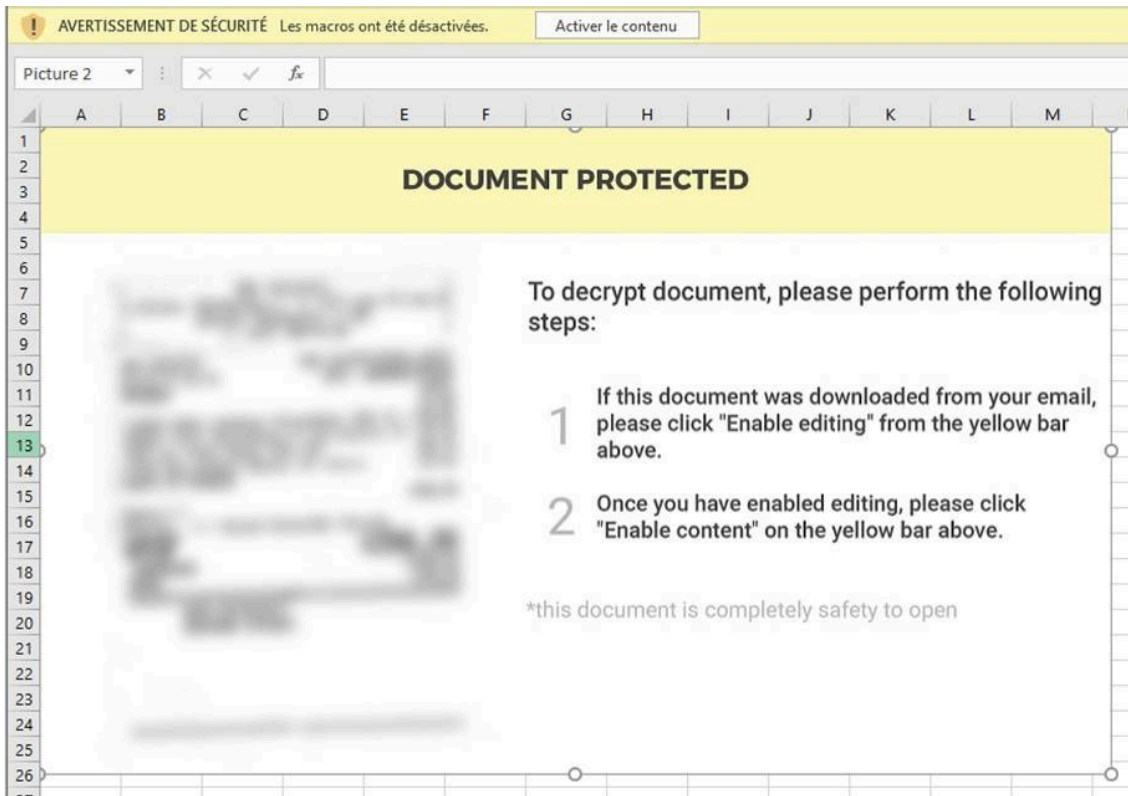 AVERTISSEMENT DE SÉCURITÉ Les macros ont été désactivées. Activer le contenu
Picture 2 fx
A B C D E F G H I J K L M
1
2
3
4
5
6
7
8
9
10
11
12
13
14
15
16
17
18
19
20
21
22
23
24
25
26
DOCUMENT PROTECTED
To decrypt document, please perform the following
steps:
1 If this document was downloaded from your email,
please click "Enable editing" from the yellow bar
above.
2 Once you have enabled editing, please click
"Enable content" on the yellow bar above.
*this document is completely safety to open